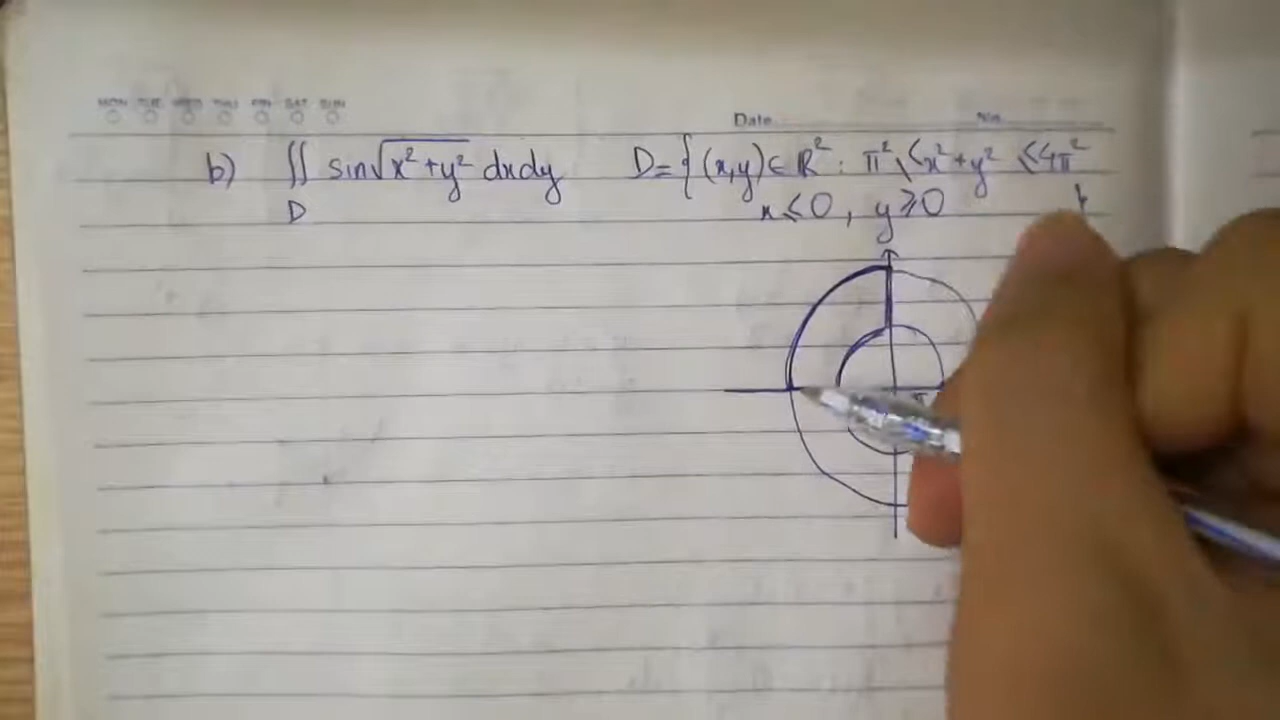 MON TUE WED THU FRI SAT SUN
Date No.
b) ∬ sin√x²+y² dxdy D={(x,y)∈ℝ² : π² ≤ x²+y² ≤ 4π²
D x≤0, y≥0